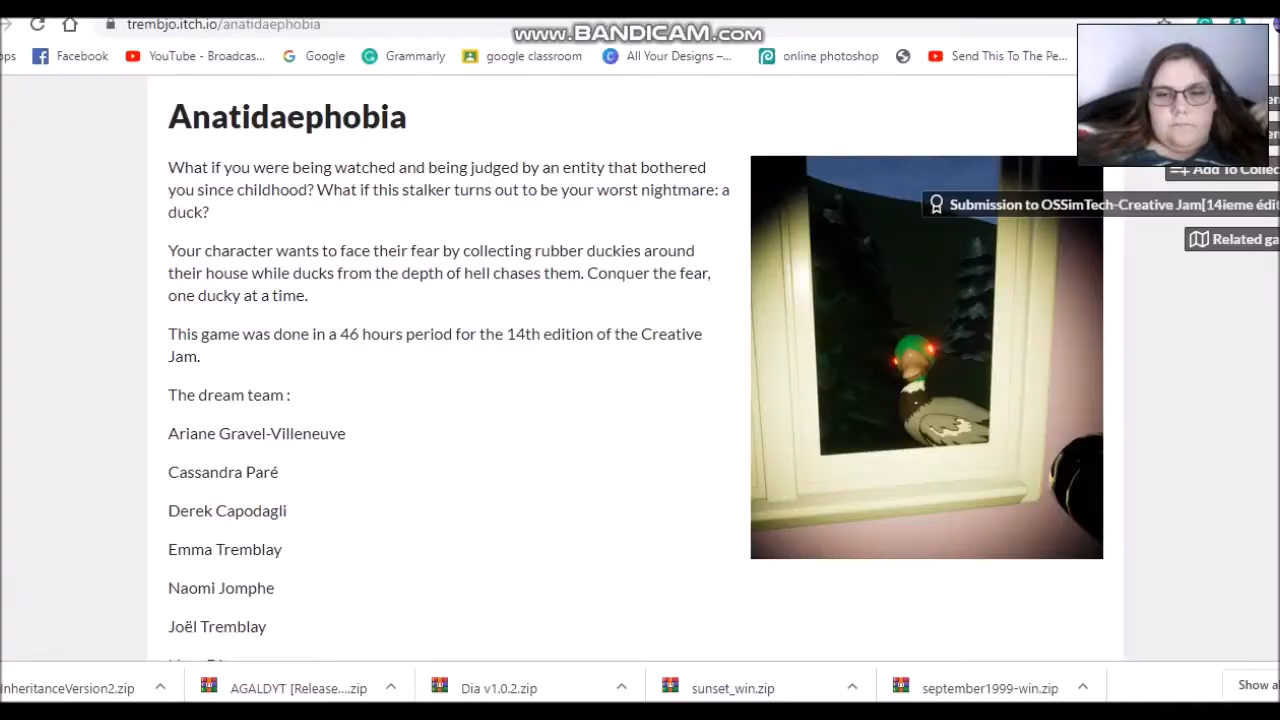 trembjo.itch.io/anatidaephobia
www.BANDICAM.com
ops Facebook YouTube - Broadcas... Google Grammarly google classroom All Your Designs –... online photoshop Send This To The Pe...
Anatidaephobia
What if you were being watched and being judged by an entity that bothered
you since childhood? What if this stalker turns out to be your worst nightmare: a
duck?
Add To Collec
Submission to OSSimTech-Creative Jam[14ieme édit
Related ga
Your character wants to face their fear by collecting rubber duckies around
their house while ducks from the depth of hell chases them. Conquer the fear,
one ducky at a time.
This game was done in a 46 hours period for the 14th edition of the Creative
Jam.
The dream team :
Ariane Gravel-Villeneuve
Cassandra Paré
Derek Capodagli
Emma Tremblay
Naomi Jomphe
Joël Tremblay
InheritanceVersion2.zip AGALDYT [Release....zip Dia v1.0.2.zip sunset_win.zip september1999-win.zip Show al